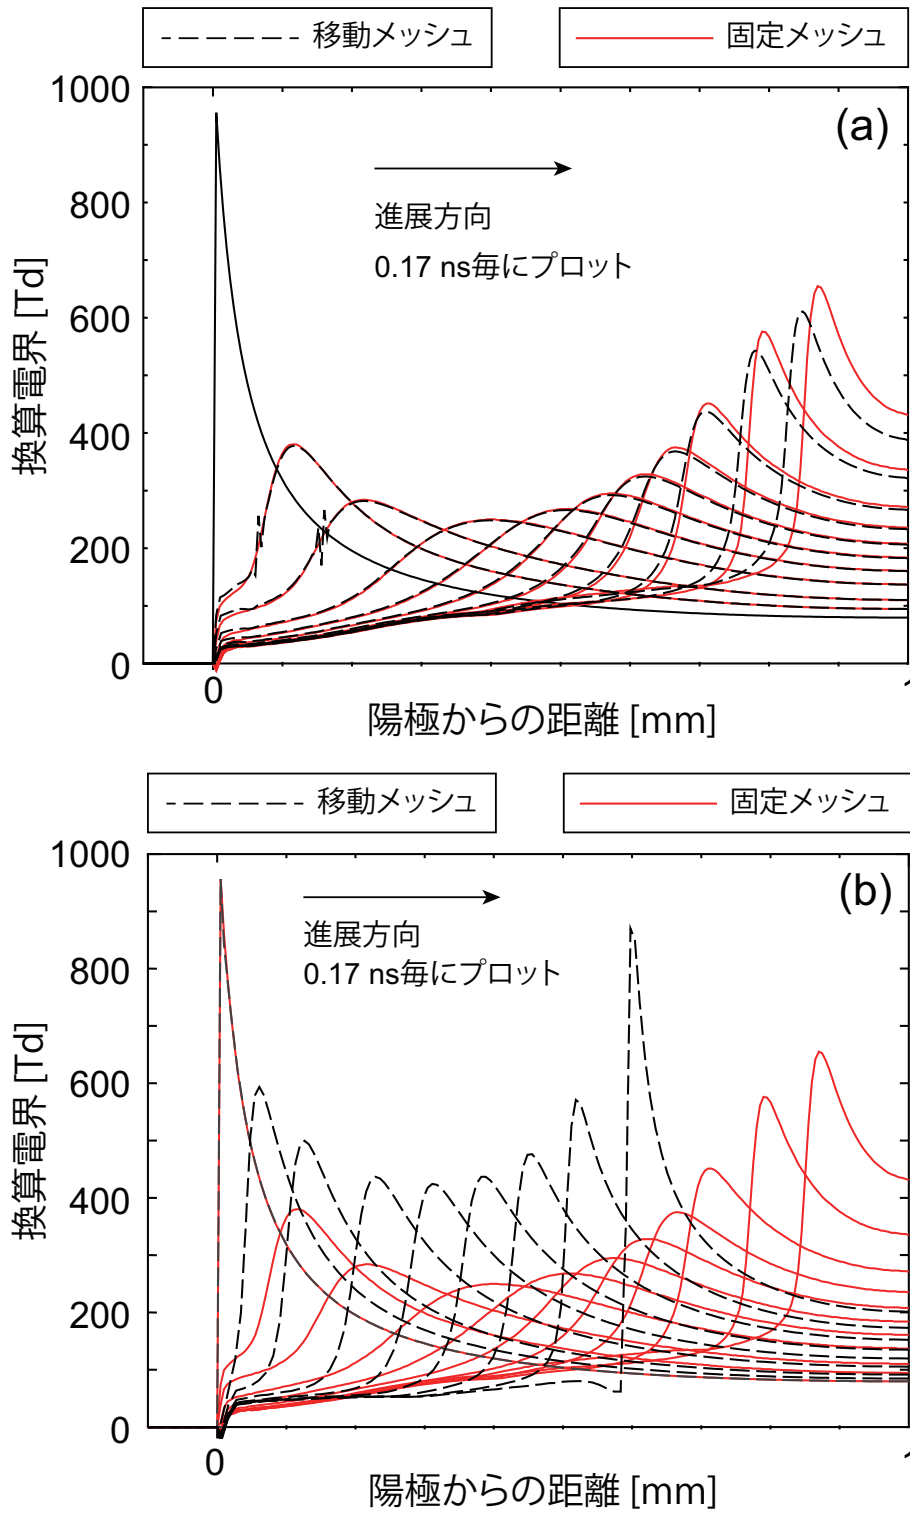 移動メッシュ
固定メッシュ
(a)
1000
800
600
400
200
0
換算電界 [Td]
進展方向
0.17 ns毎にプロット
0
陽極からの距離 [mm]
移動メッシュ
固定メッシュ
(b)
1000
800
600
400
200
0
換算電界 [Td]
進展方向
0.17 ns毎にプロット
0
陽極からの距離 [mm]